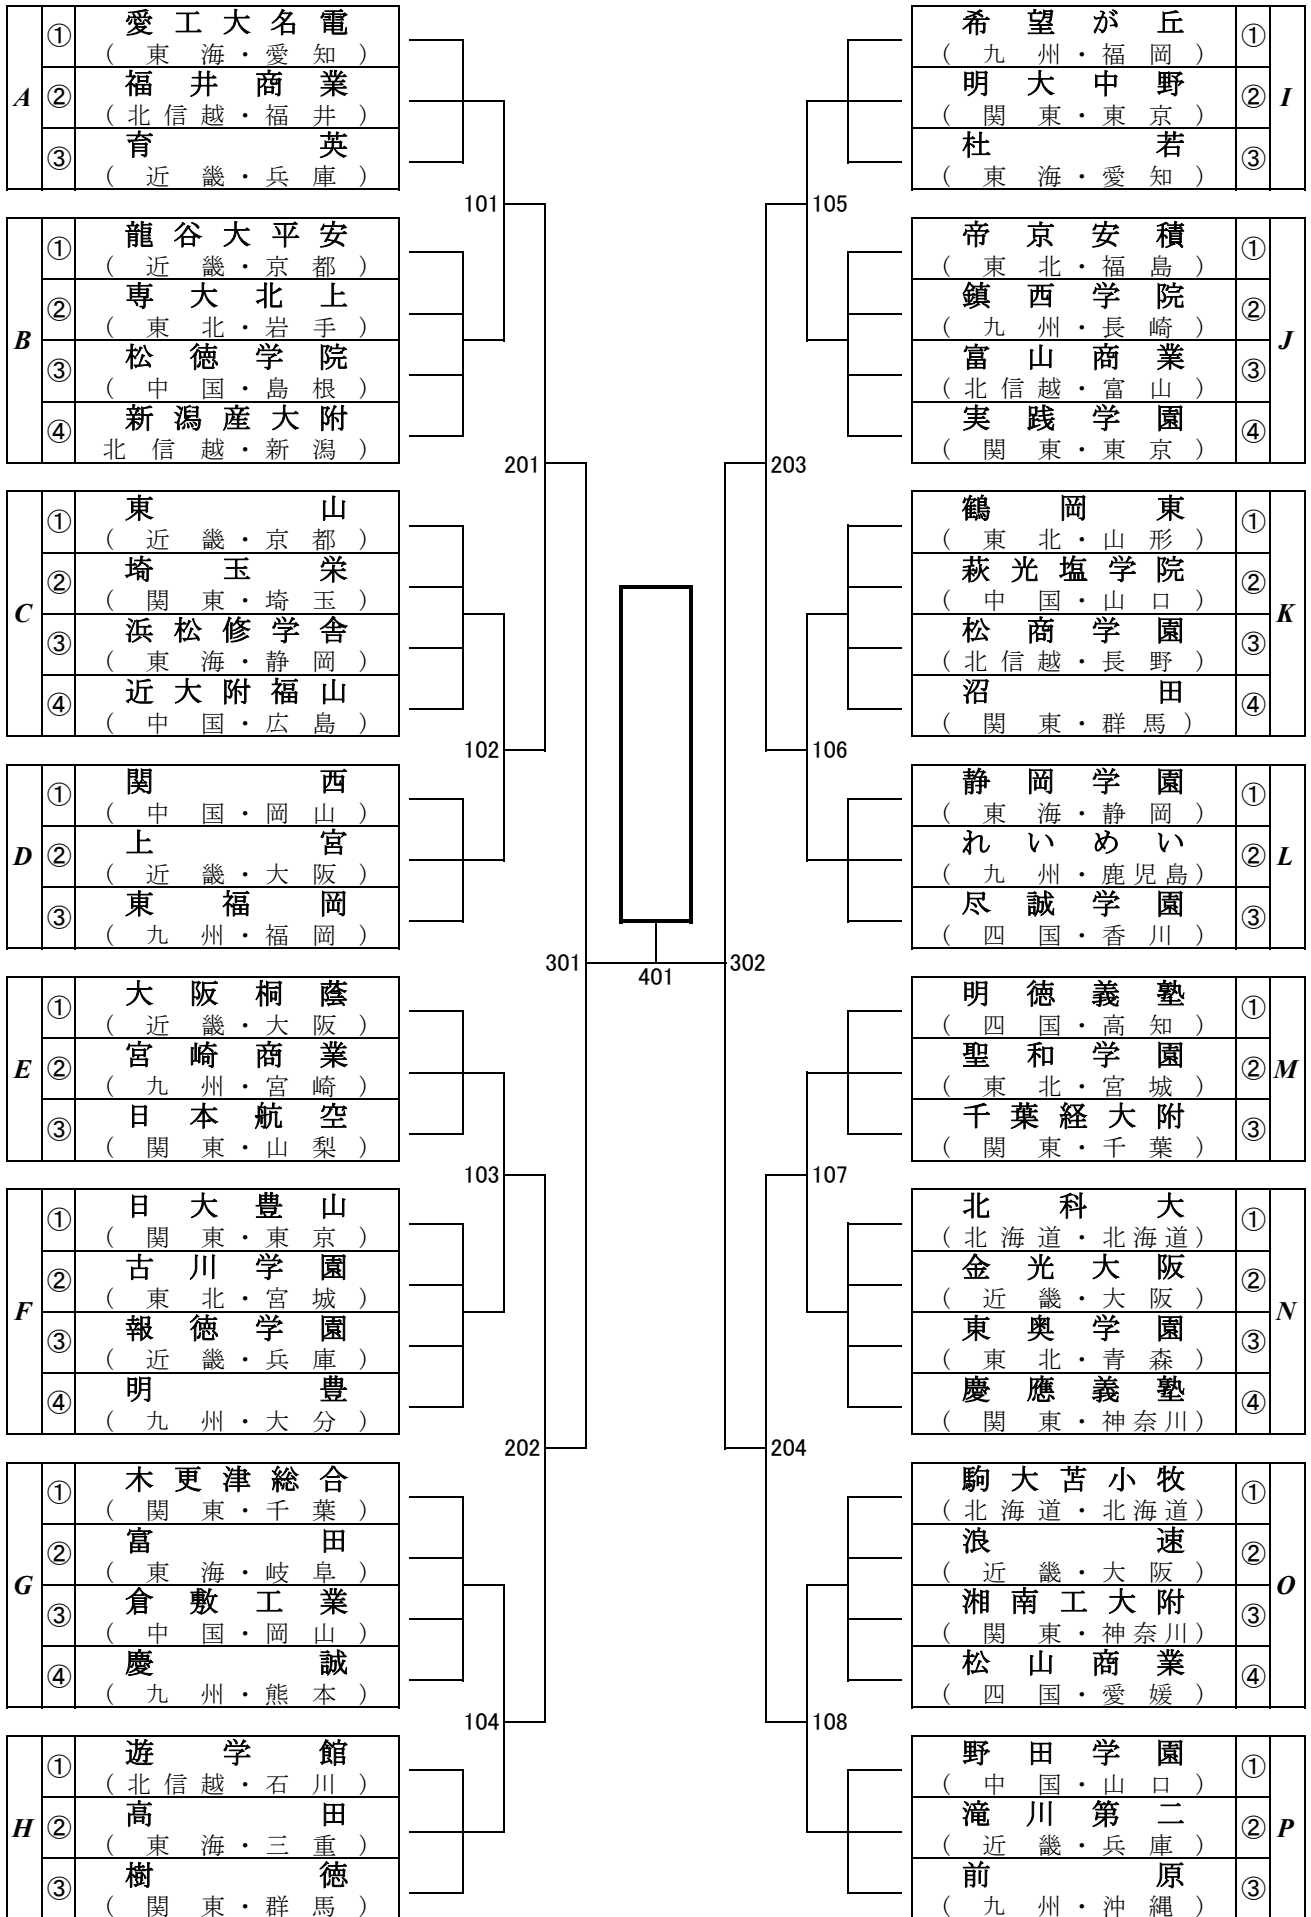 A
①
愛工大名電
（東海・愛知）
②
福井商業
（北信越・福井）
③
育英
（近畿・兵庫）
101
B
①
龍谷大平安
（近畿・京都）
②
専大北上
（東北・岩手）
③
松徳学院
（中国・島根）
④
新潟産大附
北信越・新潟）
201
C
①
東山
（近畿・京都）
②
埼玉栄
（関東・埼玉）
③
浜松修学舎
（東海・静岡）
④
近大附福山
（中国・広島）
102
D
①
関西
（中国・岡山）
②
上宮
（近畿・大阪）
③
東福岡
（九州・福岡）
301
E
①
大阪桐蔭
（近畿・大阪）
②
宮崎商業
（九州・宮崎）
③
日本航空
（関東・山梨）
103
F
①
日大豊山
（関東・東京）
②
古川学園
（東北・宮城）
③
報徳学園
（近畿・兵庫）
④
明豊
（九州・大分）
202
G
①
木更津総合
（関東・千葉）
②
富田
（東海・岐阜）
③
倉敷工業
（中国・岡山）
④
慶誠
（九州・熊本）
104
H
①
遊学館
（北信越・石川）
②
高田
（東海・三重）
③
樹徳
（関東・群馬）
401
I
希望が丘
①
（九州・福岡）
明大中野
②
（関東・東京）
杜若
③
（東海・愛知）
105
J
帝京安積
①
（東北・福島）
鎮西学院
②
（九州・長崎）
富山商業
③
（北信越・富山）
実践学園
④
（関東・東京）
203
K
鶴岡東
①
（東北・山形）
萩光塩学院
②
（中国・山口）
松商学園
③
（北信越・長野）
沼田
④
（関東・群馬）
106
L
静岡学園
①
（東海・静岡）
れいめい
②
（九州・鹿児島）
尽誠学園
③
（四国・香川）
302
M
明徳義塾
①
（四国・高知）
聖和学園
②
（東北・宮城）
千葉経大附
③
（関東・千葉）
107
N
北科大
①
（北海道・北海道）
金光大阪
②
（近畿・大阪）
東奥学園
③
（東北・青森）
慶應義塾
④
（関東・神奈川）
204
O
駒大苫小牧
①
（北海道・北海道）
浪速
②
（近畿・大阪）
湘南工大附
③
（関東・神奈川）
松山商業
④
（四国・愛媛）
108
P
野田学園
①
（中国・山口）
滝川第二
②
（近畿・兵庫）
前原
③
（九州・沖縄）